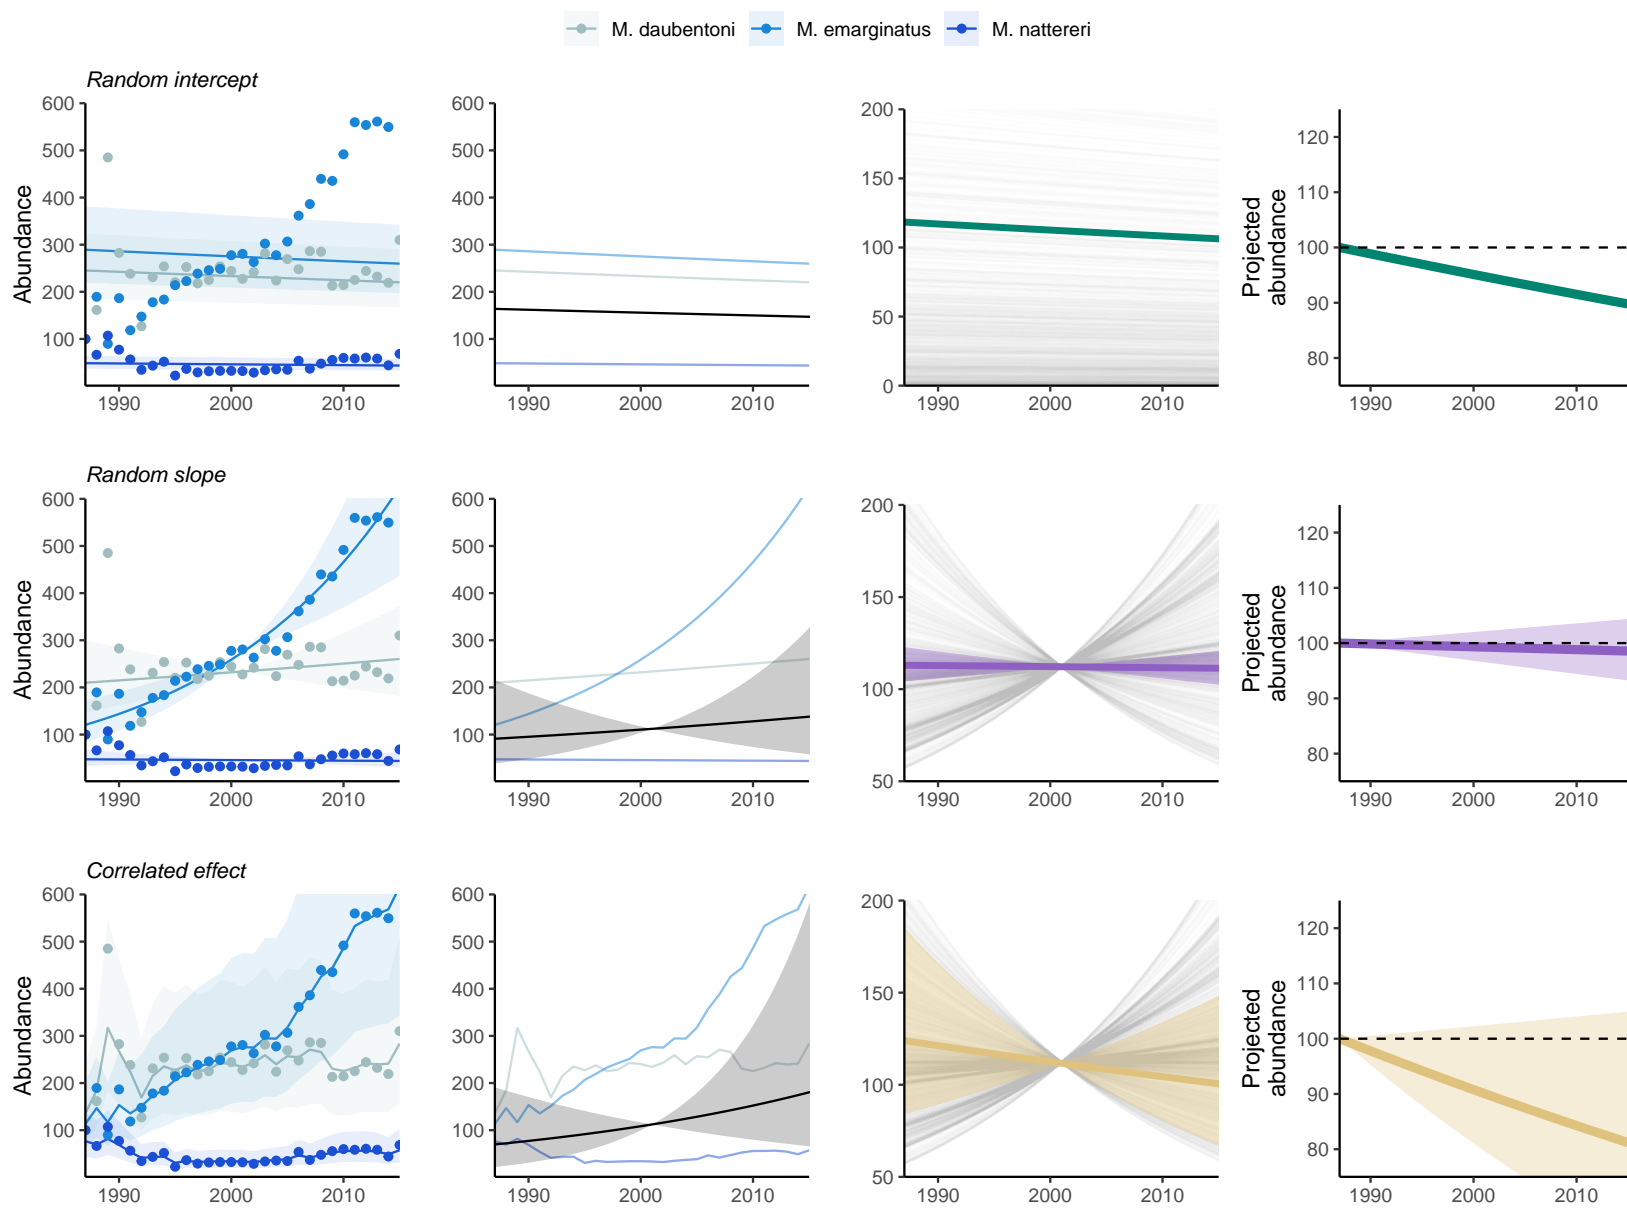 M. daubentoni M. emarginatus M. nattereri
Random intercept
600 600 200
500 500 120
400 400 150 110
300 300 100 100
200 200 50 90
100 100 80
0
Abundance
Projected
abundance
1990 2000 2010 1990 2000 2010 1990 2000 2010 1990 2000 2010
Random slope
600 600 200
500 500 120
400 400 150 110
300 300 100
200 200 100 90
100 100 80
50
Abundance
Projected
abundance
1990 2000 2010 1990 2000 2010 1990 2000 2010 1990 2000 2010
Correlated effect
600 600 200
500 500 120
400 400 150 110
300 300 100
200 200 100 90
100 100 80
50
Abundance
Projected
abundance
1990 2000 2010 1990 2000 2010 1990 2000 2010 1990 2000 2010